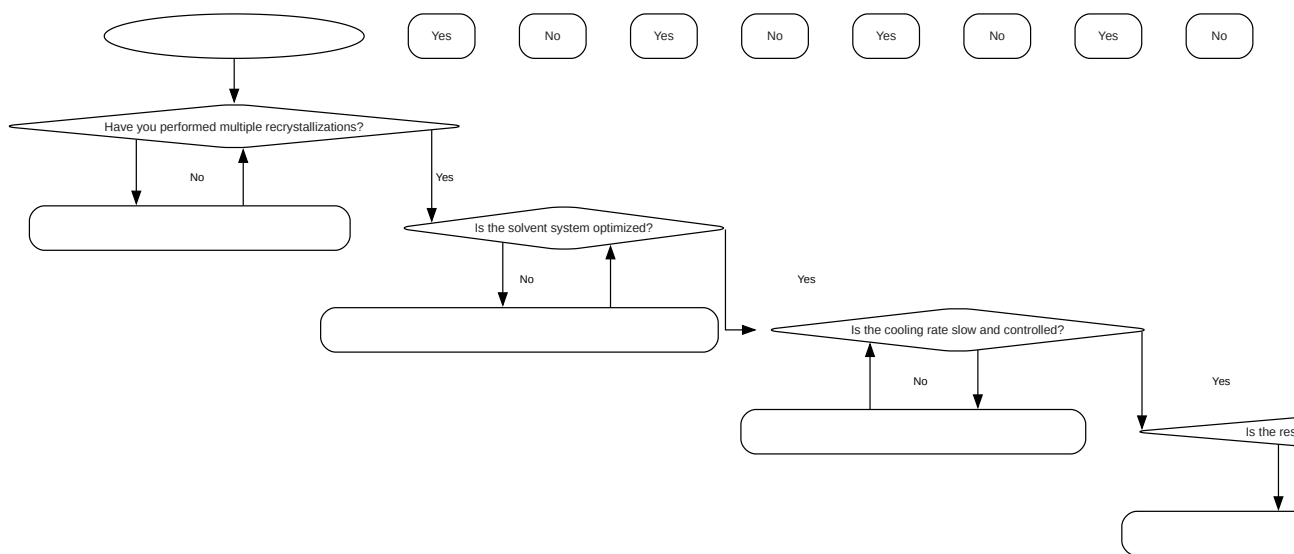 Yes
No
Yes
No
Yes
No
Yes
No
Have you performed multiple recrystallizations?
No
Yes
Is the solvent system optimized?
No
Yes
Is the cooling rate slow and controlled?
No
Yes
Is the res